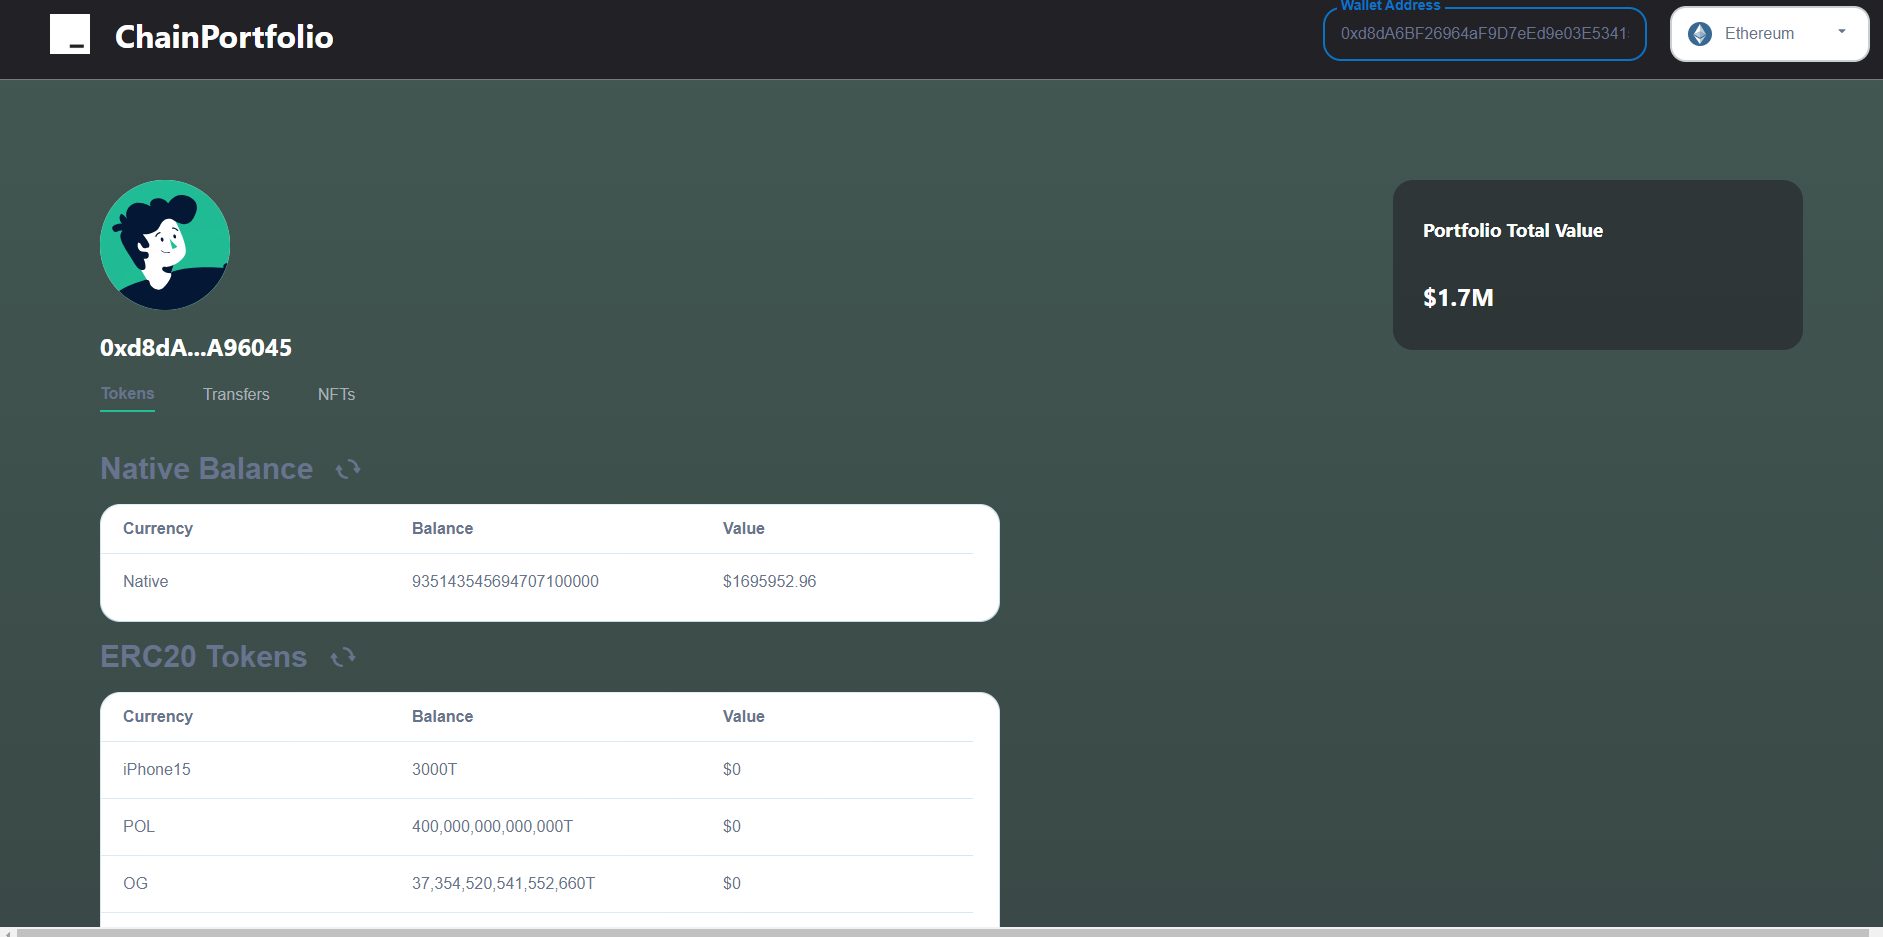 ChainPortfolio
Wallet Address
0xd8dA6BF26964aF9D7eEd9e03E5341
Ethereum
Portfolio Total Value
$1.7M
0xd8dA...A96045
Tokens Transfers NFTs
Native Balance
Currency Balance Value
Native 935143545694707100000 $1695952.96
ERC20 Tokens
Currency Balance Value
iPhone15 3000T $0
POL 400,000,000,000,000T $0
OG 37,354,520,541,552,660T $0